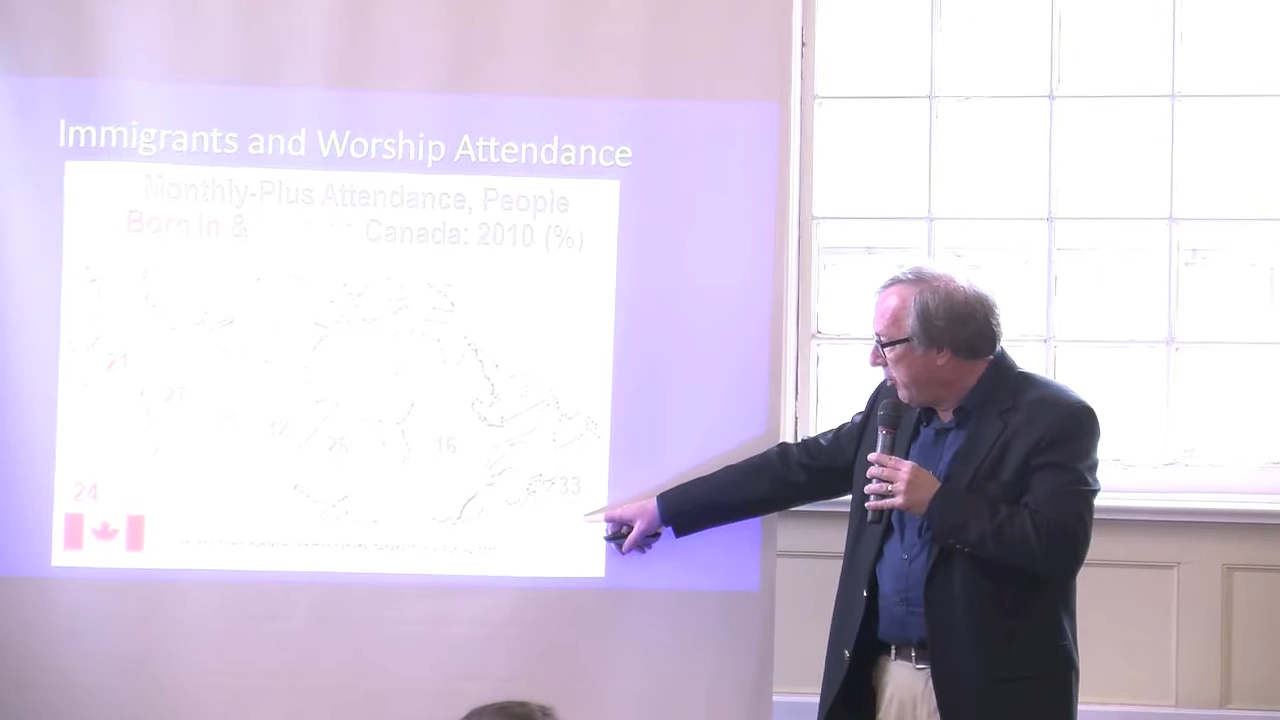 Immigrants and Worship Attendance
Monthly-Plus Attendance, People
Born In &
Canada: 2010 (%)
21
27
12
26
16
33
24